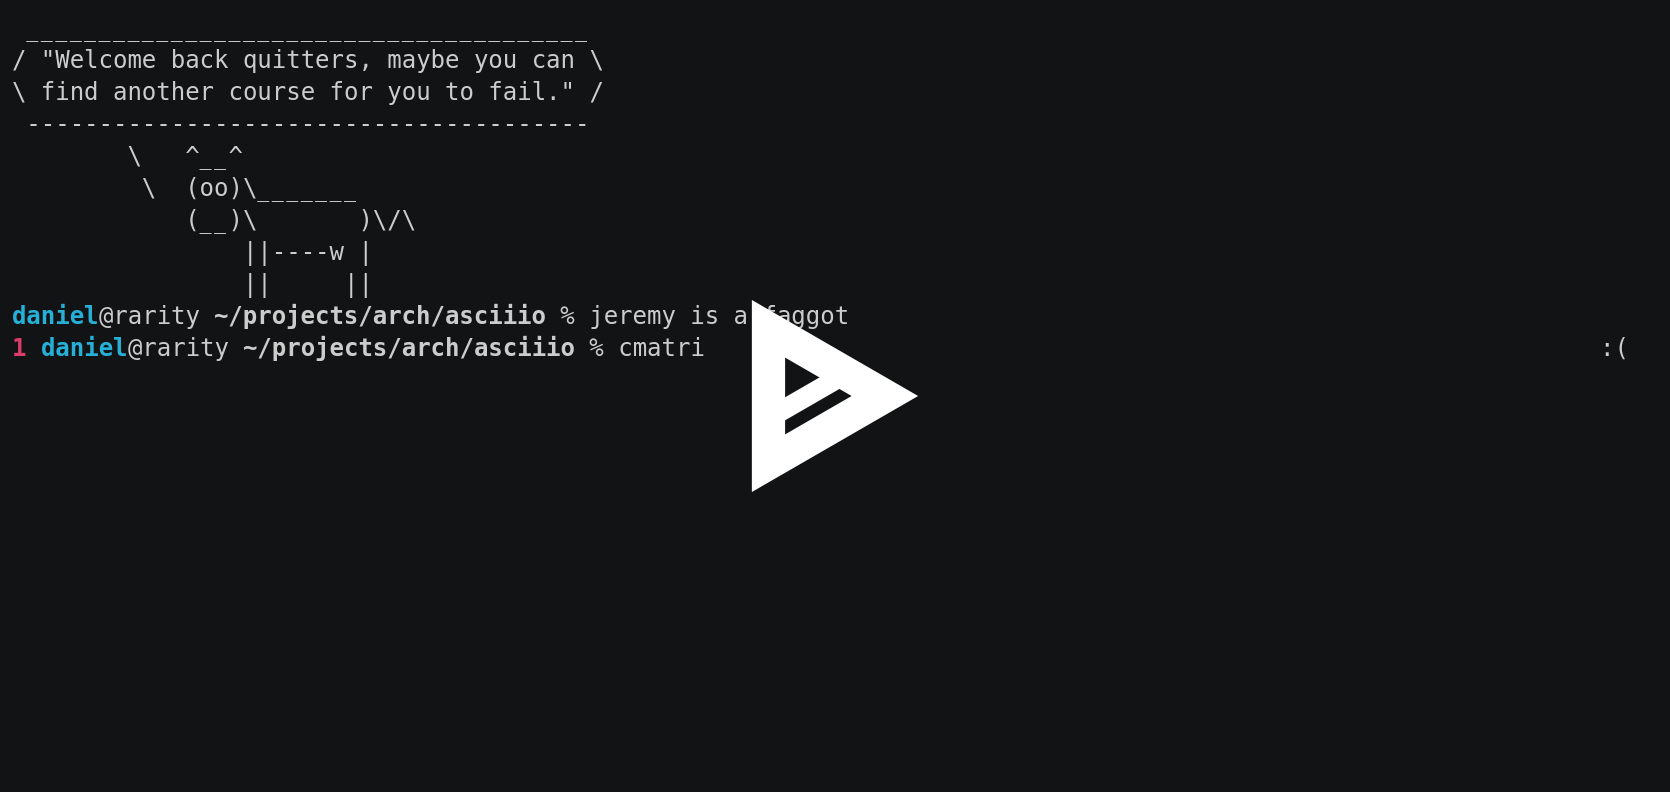 _______________________________________
/ "Welcome back quitters, maybe you can \
\ find another course for you to fail." /
 ---------------------------------------
        \   ^__^
         \  (oo)\_______
            (__)\       )\/\
                ||----w |
                ||     ||
daniel@rarity ~/projects/arch/asciiio % jeremy is a faggot
1 daniel@rarity ~/projects/arch/asciiio % cmatri :(